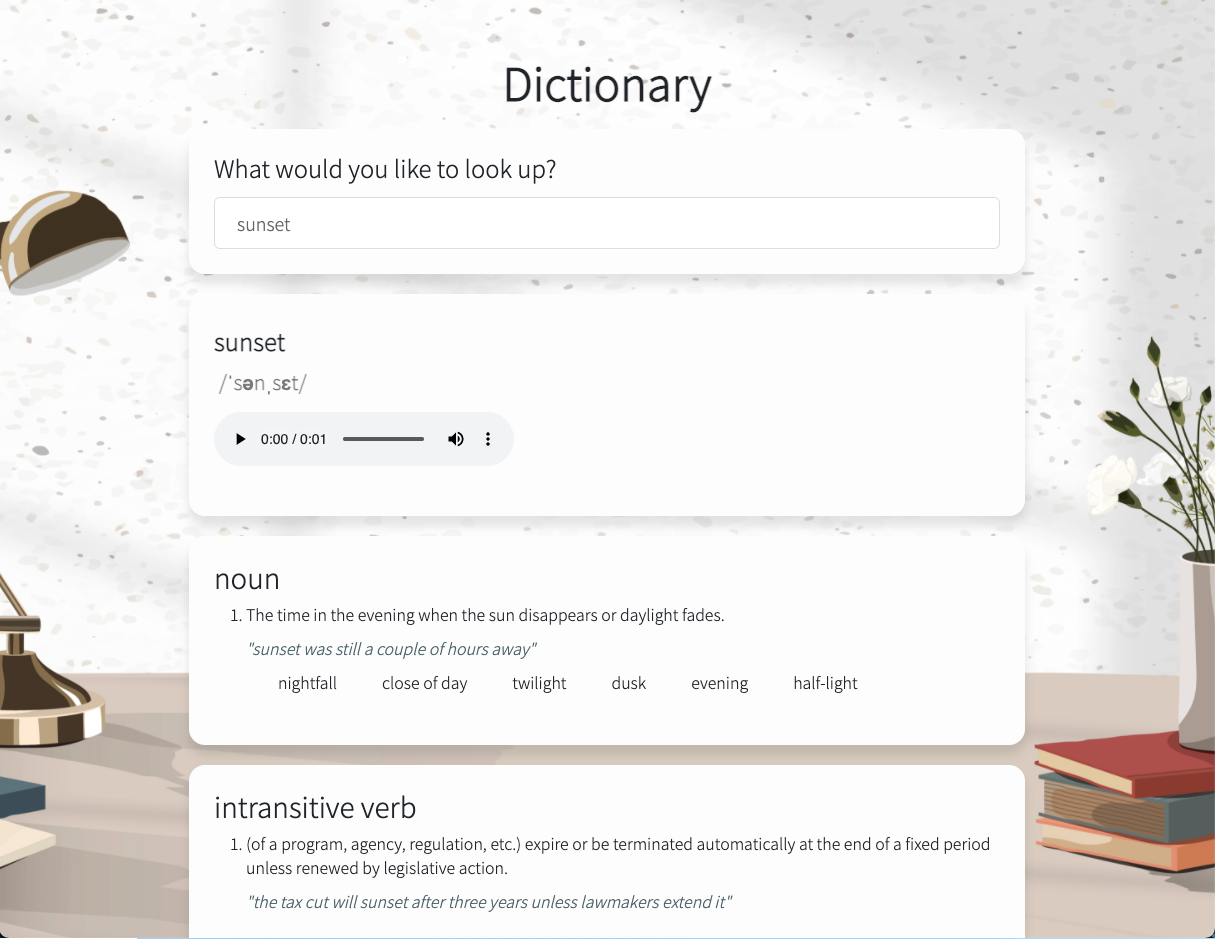 Dictionary
What would you like to look up?
sunset
sunset
/ˈsənˌsɛt/
0:00 / 0:01
noun
1. The time in the evening when the sun disappears or daylight fades.
"sunset was still a couple of hours away"
nightfall close of day twilight dusk evening half-light
intransitive verb
1. (of a program, agency, regulation, etc.) expire or be terminated automatically at the end of a fixed period
unless renewed by legislative action.
"the tax cut will sunset after three years unless lawmakers extend it"